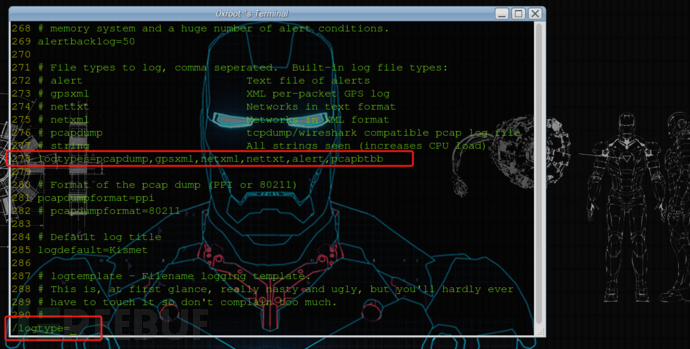 0xroot's Terminal
268 # memory system and a huge number of alert conditions.
269 alertbacklog=50
270
271 # File types to log, comma seperated. Built-in log file types:
272 # alert Text file of alerts
273 # gpsxml XML per-packet GPS log
274 # nettxt Networks in text format
275 # netxml Networks in XML format
276 # pcapdump tcpdump/wireshark compatible pcap log file
277 # string All strings seen (increases CPU load)
278 logtypes=pcapdump,gpsxml,netxml,nettxt,alert,pcapbtbb
279
280 # Format of the pcap dump (PPI or 80211)
281 pcapdumpformat=ppi
282 # pcapdumpformat=80211
283
284 # Default log title
285 logdefault=Kismet
286
287 # logtemplate - Filename logging template.
288 # This is, at first glance, really nasty and ugly, but you'll hardly ever
289 # have to touch it so don't complain too much.
290 #
/logtype=